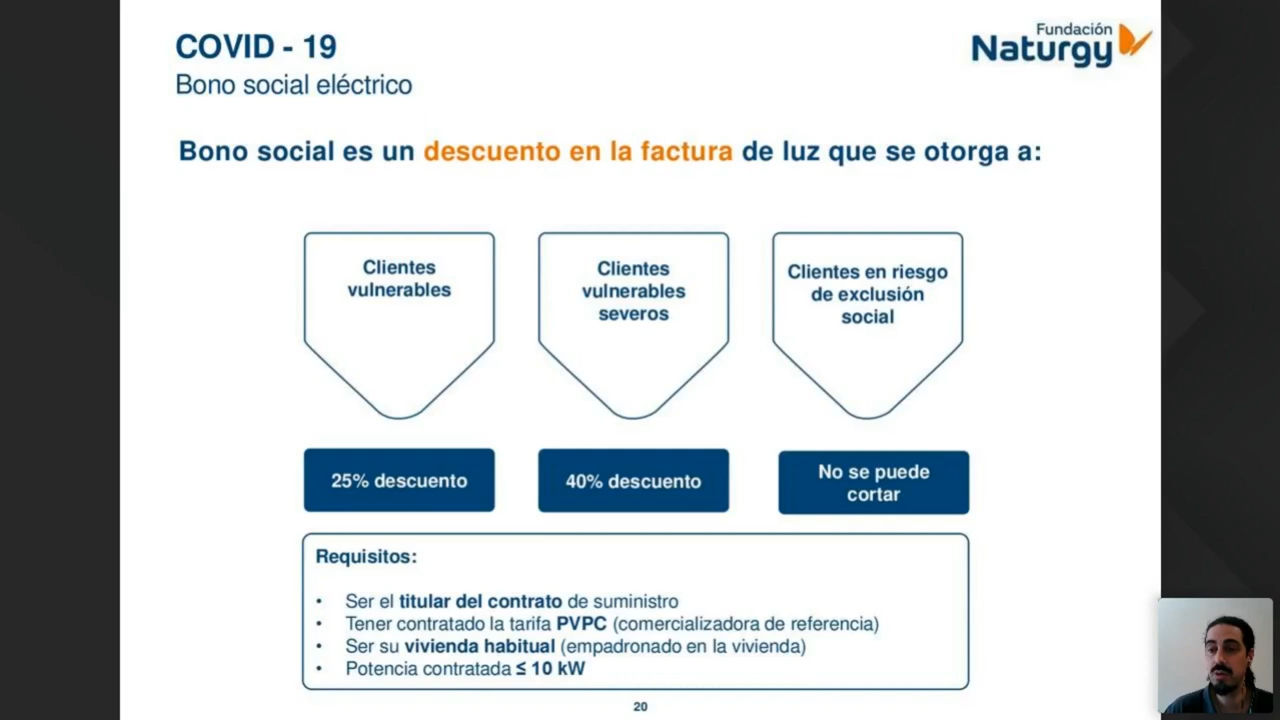 COVID - 19
Bono social eléctrico
Fundación
Naturgy
Bono social es un descuento en la factura de luz que se otorga a:
Clientes
vulnerables
Clientes
vulnerables
severos
Clientes en riesgo
de exclusión
social
25% descuento
40% descuento
No se puede
cortar
Requisitos:
• Ser el titular del contrato de suministro
• Tener contratado la tarifa PVPC (comercializadora de referencia)
• Ser su vivienda habitual (empadronado en la vivienda)
• Potencia contratada ≤ 10 kW
20